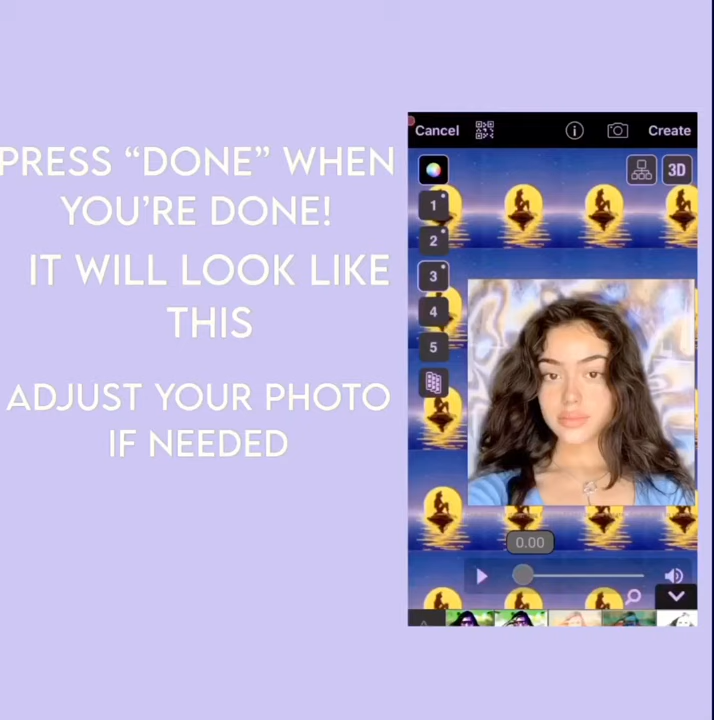 PRESS “DONE” WHEN
YOU’RE DONE!
IT WILL LOOK LIKE
THIS
ADJUST YOUR PHOTO
IF NEEDED
Cancel
Create
3D
1
2
3
4
5
0.00